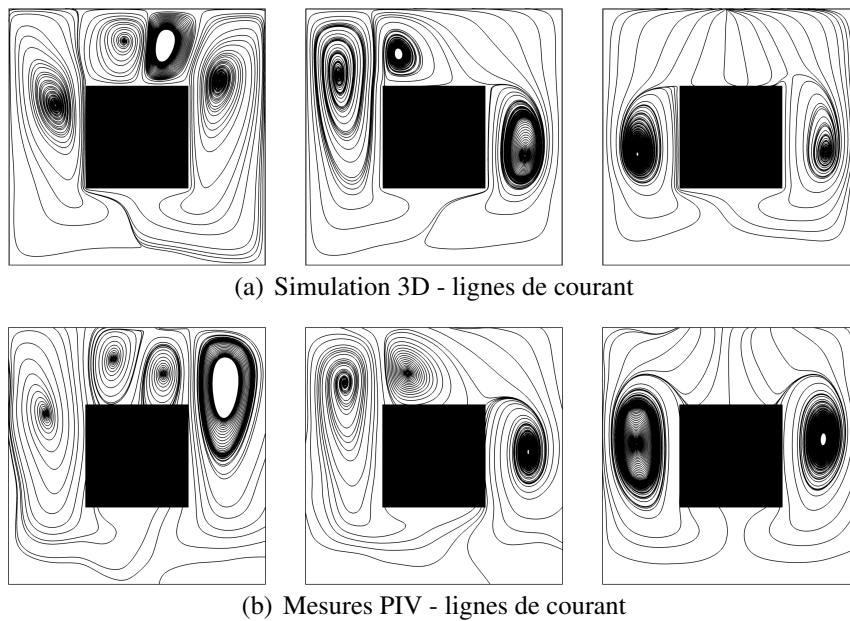 (a) Simulation 3D - lignes de courant
(b) Mesures PIV - lignes de courant